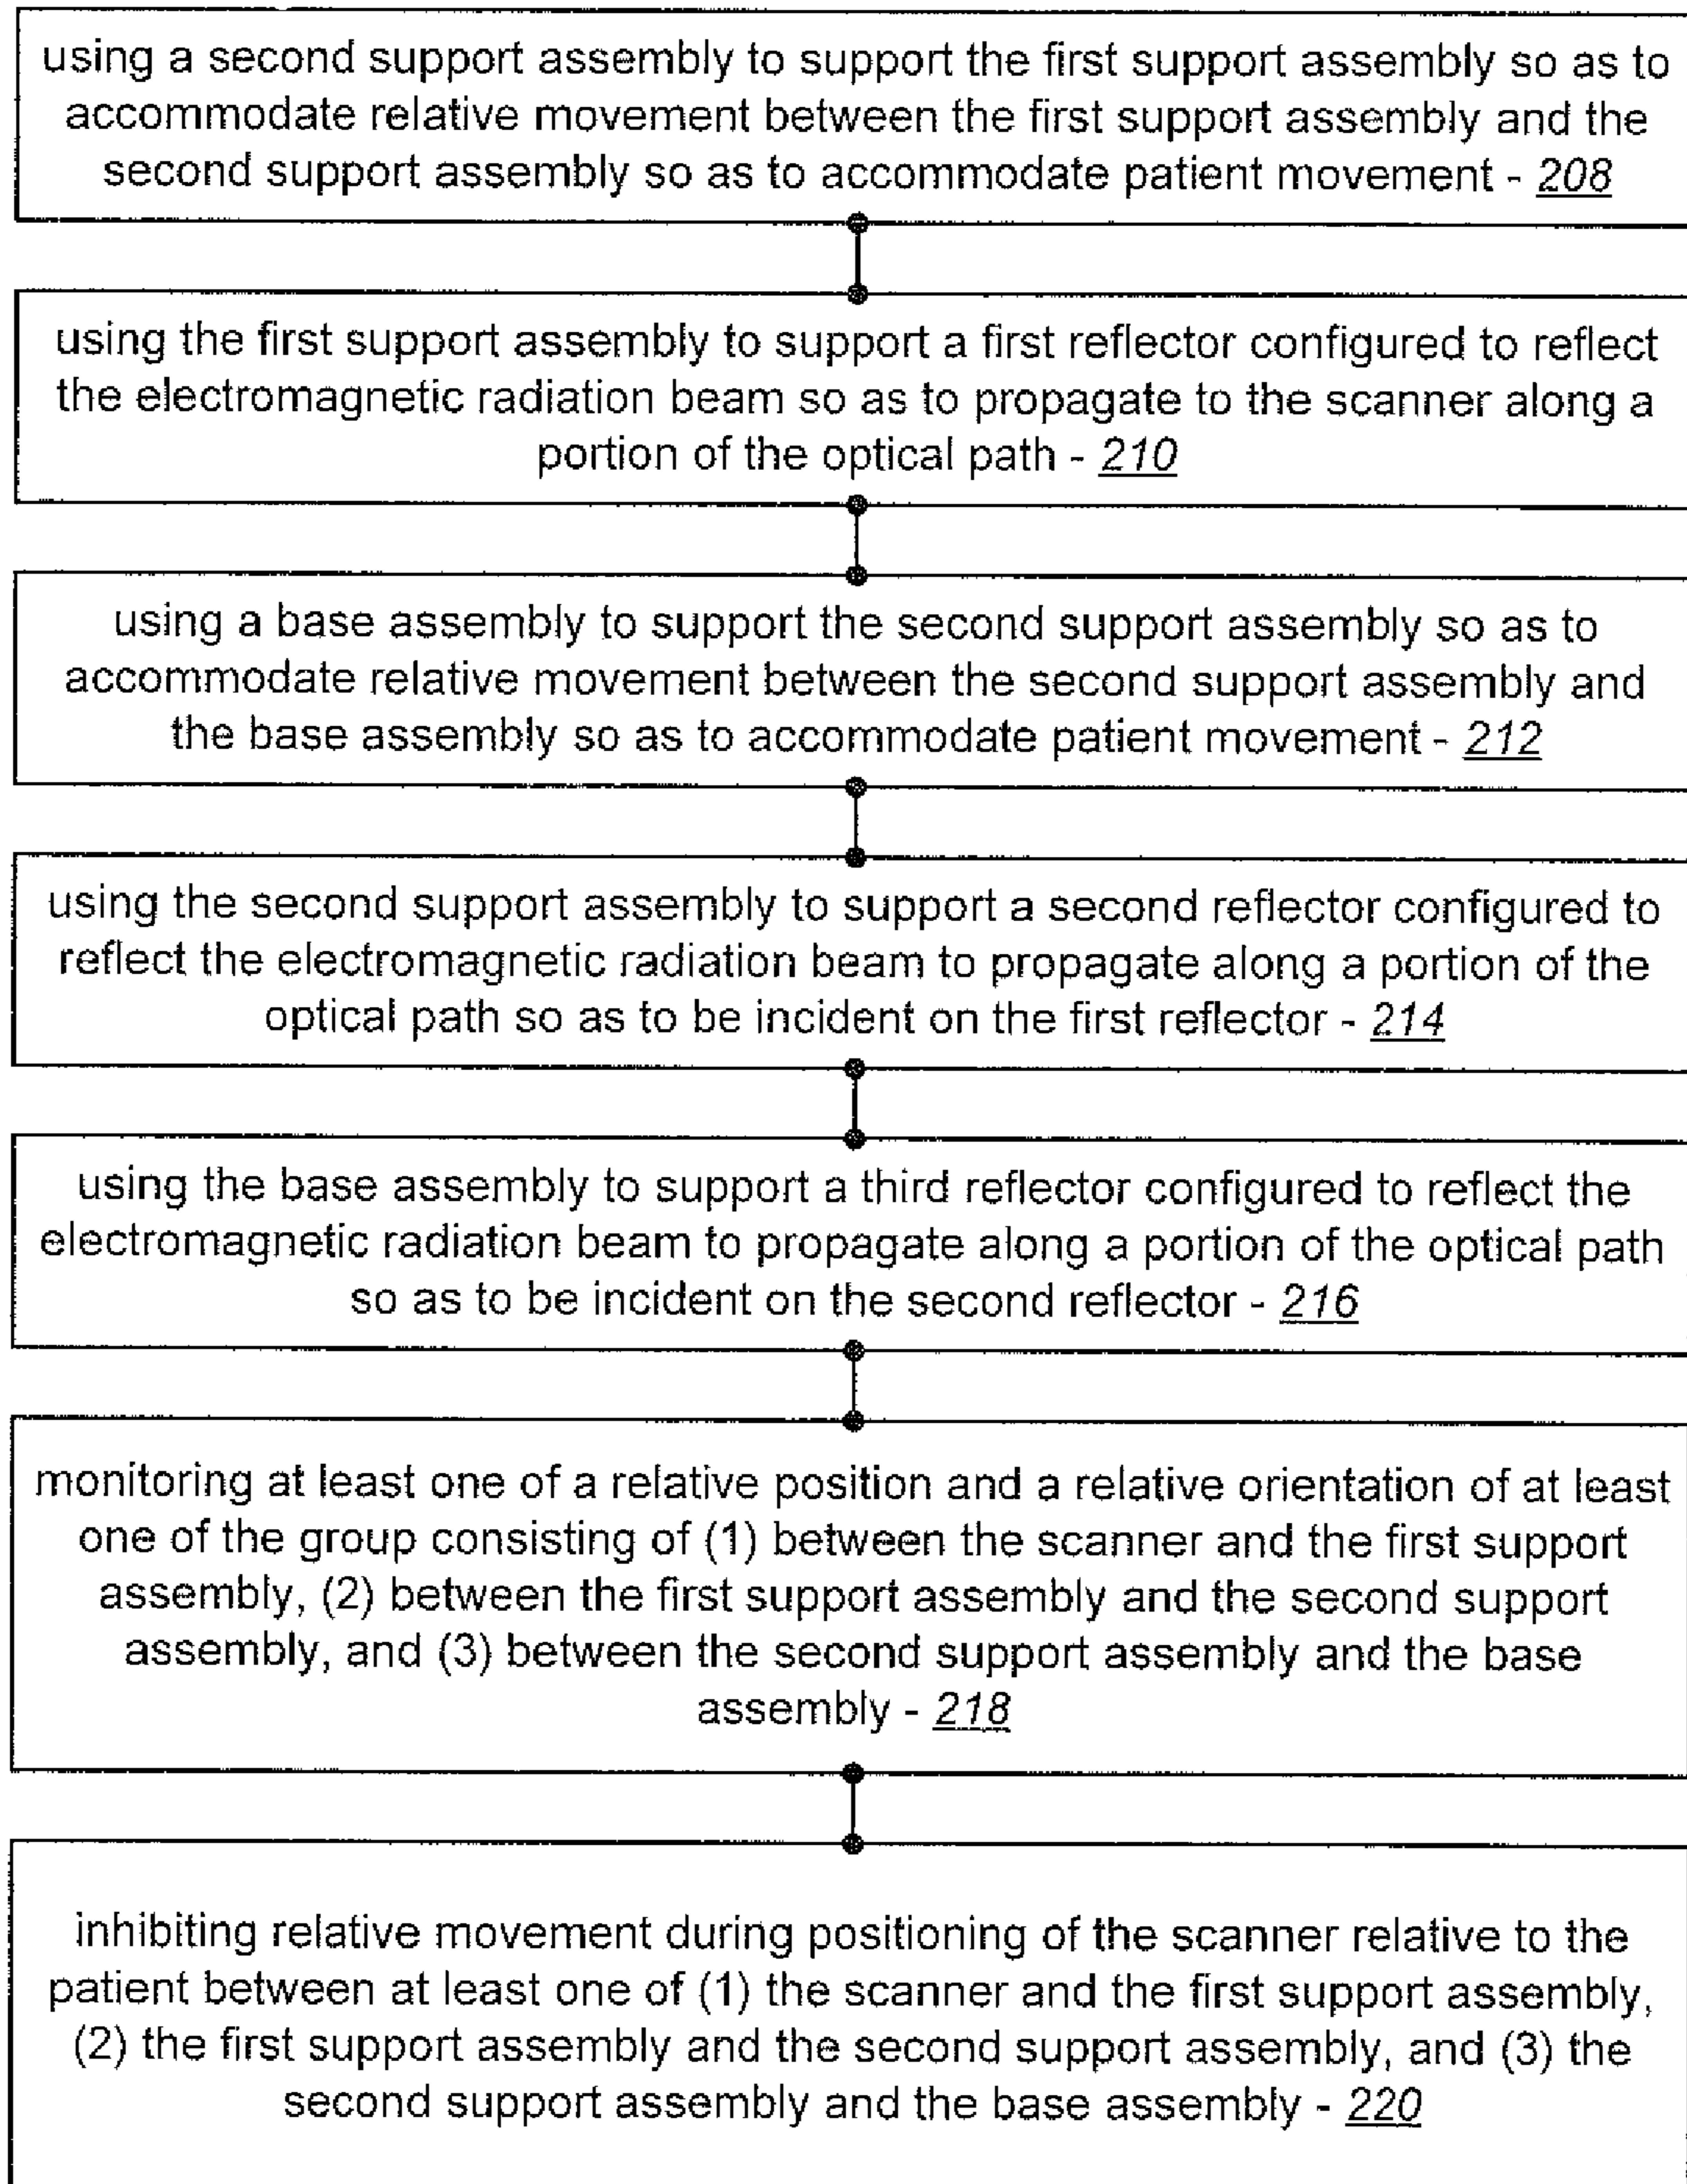 using a second support assembly to support the first support assembly so as to
accommodate relative movement between the first support assembly and the
second support assembly so as to accommodate patient movement - 208
using the first support assembly to support a first reflector configured to reflect
the electromagnetic radiation beam so as to propagate to the scanner along a
portion of the optical path - 210
using a base assembly to support the second support assembly so as to
accommodate relative movement between the second support assembly and
the base assembly so as to accommodate patient movement - 212
using the second support assembly to support a second reflector configured to
reflect the electromagnetic radiation beam to propagate along a portion of the
optical path so as to be incident on the first reflector - 214
using the base assembly to support a third reflector configured to reflect the
electromagnetic radiation beam to propagate along a portion of the optical path
so as to be incident on the second reflector - 216
monitoring at least one of a relative position and a relative orientation of at least
one of the group consisting of (1) between the scanner and the first support
assembly, (2) between the first support assembly and the second support
assembly, and (3) between the second support assembly and the base
assembly - 218
inhibiting relative movement during positioning of the scanner relative to the
patient between at least one of (1) the scanner and the first support assembly,
(2) the first support assembly and the second support assembly, and (3) the
second support assembly and the base assembly - 220